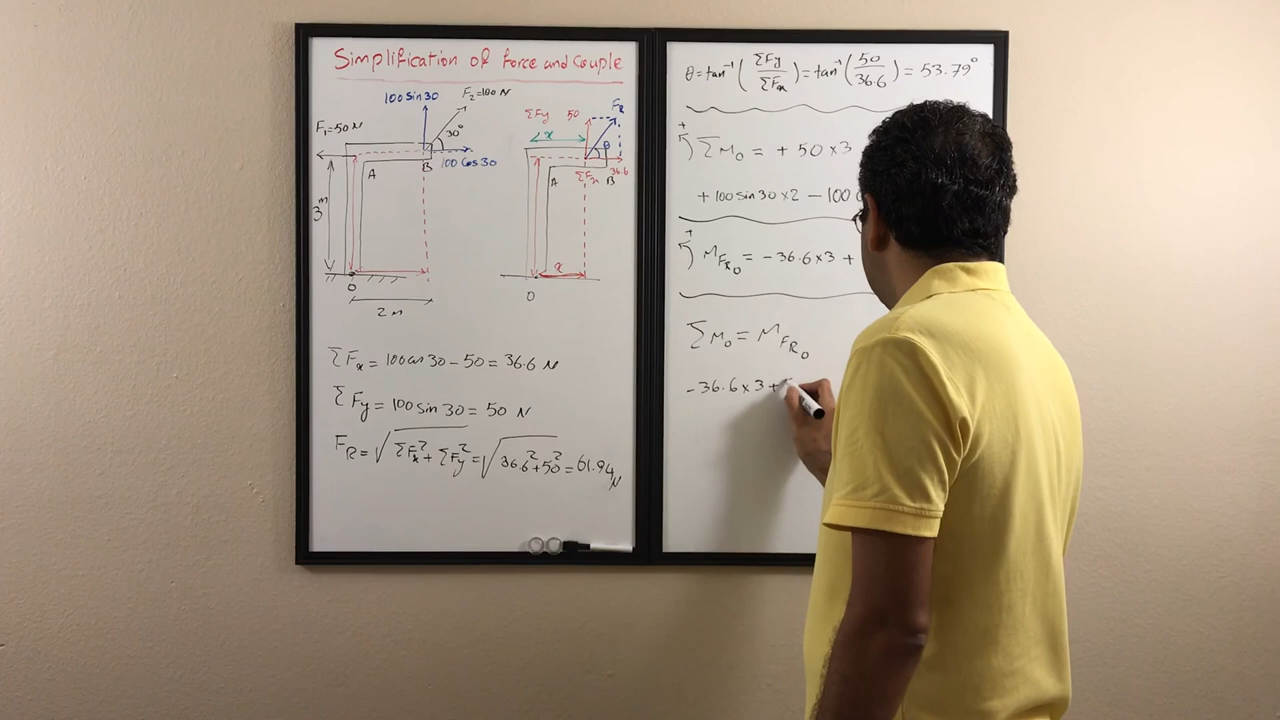 Simplification of force and couple
100 sin 30
F₂=100 N
F₁=50 N
30°
100 Cos 30
A
B
3 m
O
2 m
ΣFy 50
FR
x
θ
36.6
ΣFx B
A
x
O
ΣFx = 100 cos 30 - 50 = 36.6 N
ΣFy = 100 sin 30 = 50 N
FR = √ΣFx² + ΣFy² = √36.6² + 50² = 61.94 N
θ = tan⁻¹ (ΣFy/ΣFx) = tan⁻¹ (50/36.6) = 53.79°
+ ΣMO = + 50 x 3
+ 100 sin 30 x 2 - 100
+ MFRO = - 36.6 x 3 +
ΣMO = MFRO
- 36.6 x 3 +